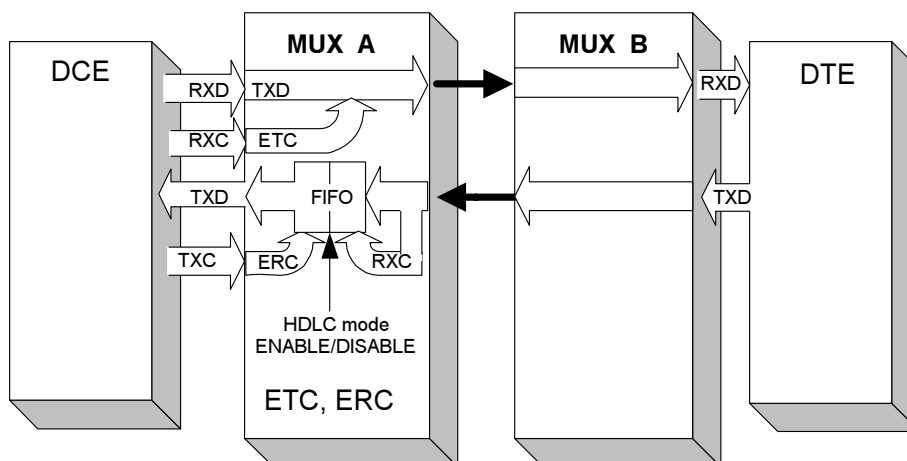 MUX A
MUX B
DCE
DTE
RXD
TXD
RXD
RXC
ETC
TXD
FIFO
TXD
TXC
ERC
RXC
HDLC mode
ENABLE/DISABLE
ETC, ERC